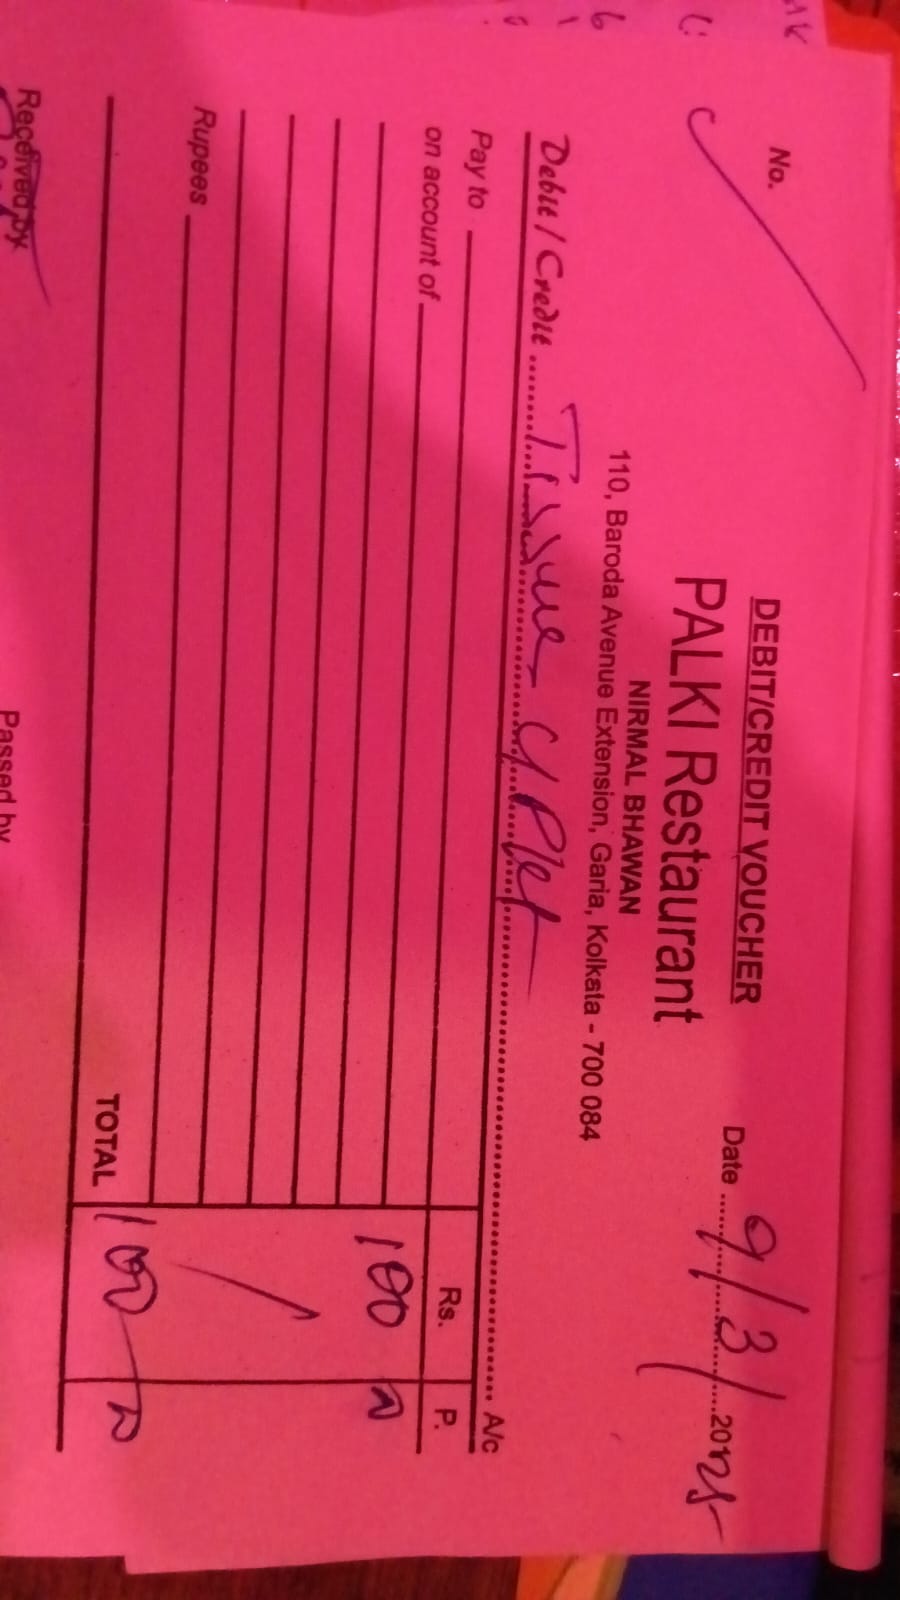 No.
DEBIT/CREDIT VOUCHER
PALKI Restaurant
Date 9/3/2025
NIRMAL BHAWAN
110, Baroda Avenue Extension, Garia, Kolkata - 700 084
Debit / Credit Tissue A/c
Pay to Rs. P.
on account of 100
Rupees
TOTAL 100
Received by
Passed by